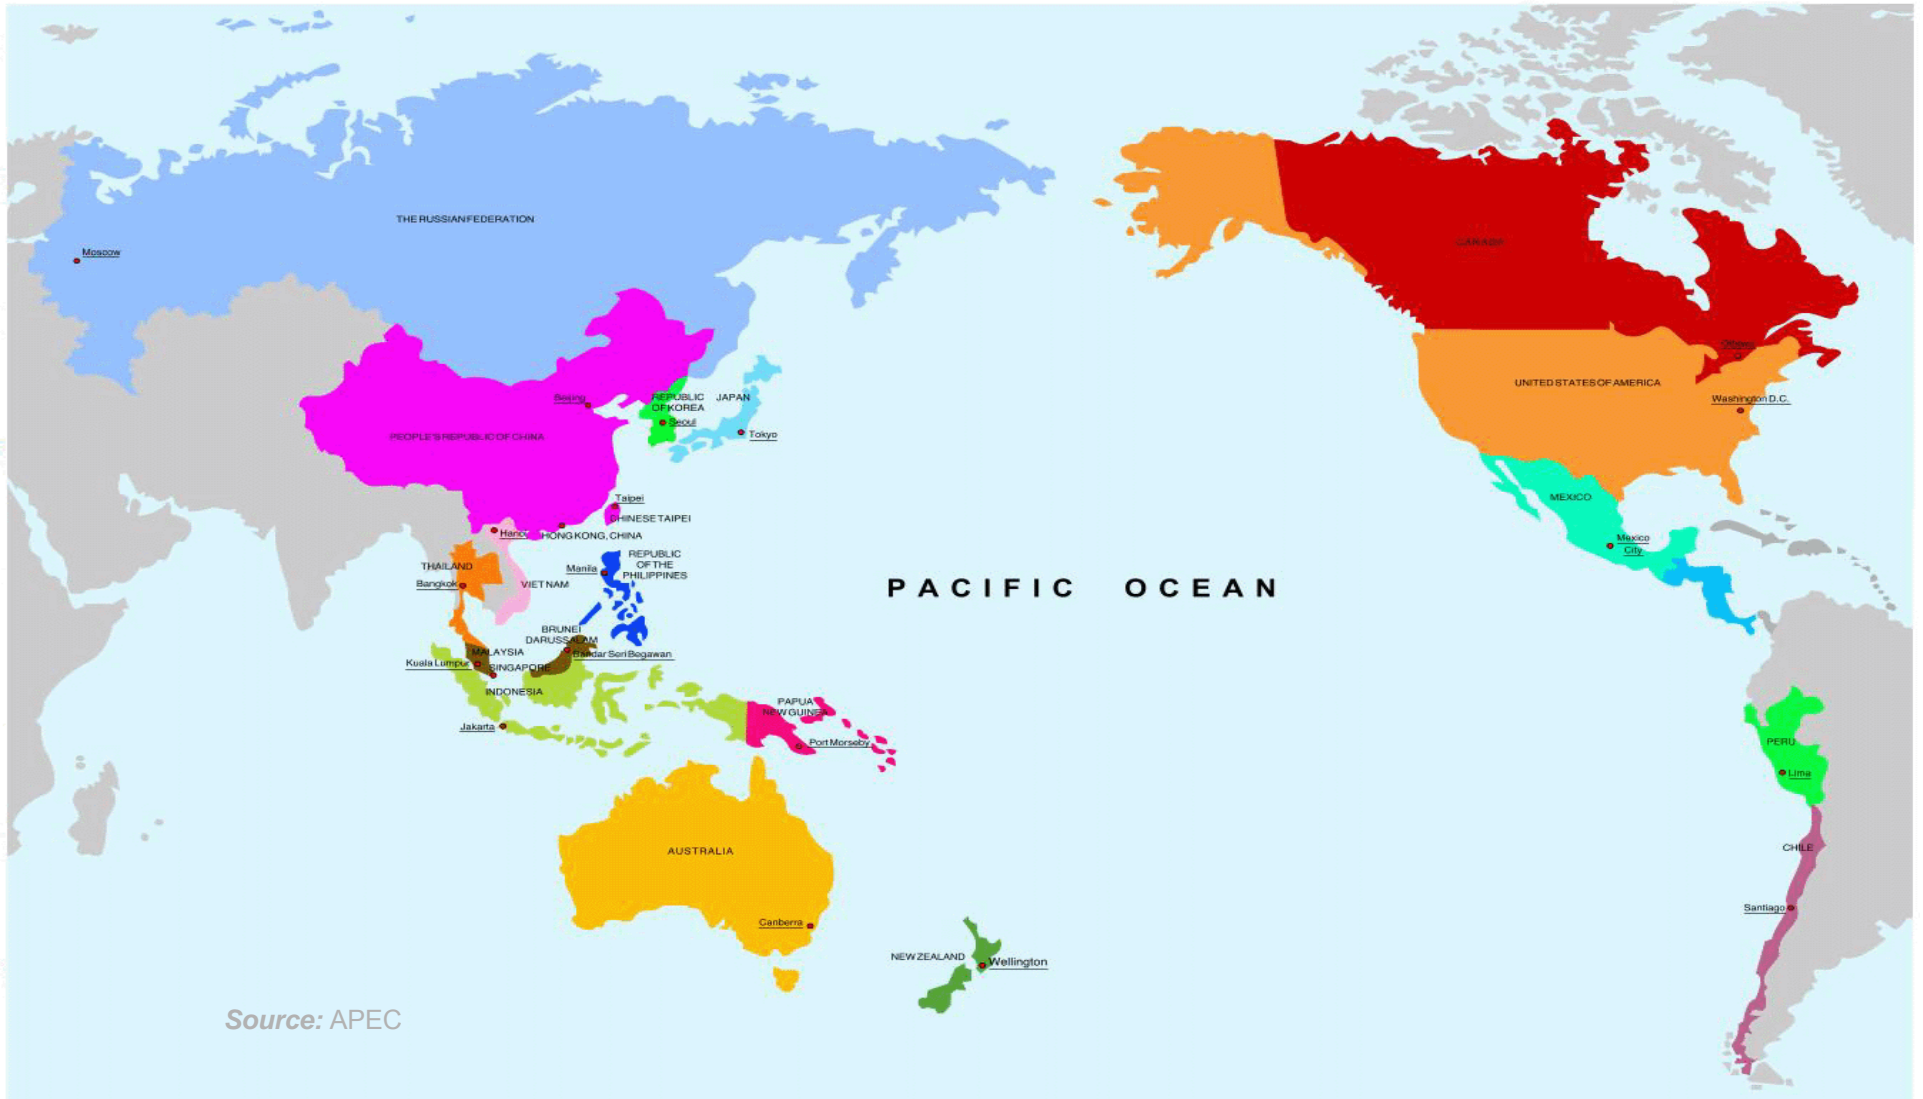 THE RUSSIAN FEDERATION
Moscow
CANADA
Ottawa
UNITED STATES OF AMERICA
Washington D.C.
Beijing
REPUBLIC
OF KOREA
Seoul
JAPAN
Tokyo
PEOPLE'S REPUBLIC OF CHINA
MEXICO
Mexico
City
Taipei
CHINESE TAIPEI
Hanoi
HONG KONG, CHINA
THAILAND
Bangkok
VIET NAM
REPUBLIC
OF THE
PHILIPPINES
Manila
PACIFIC OCEAN
BRUNEI
DARUSSALAM
Bandar Seri Begawan
MALAYSIA
Kuala Lumpur
SINGAPORE
INDONESIA
Jakarta
PAPUA
NEW GUINEA
Port Morseby
PERU
Lima
AUSTRALIA
Canberra
CHILE
Santiago
NEW ZEALAND
Wellington
Source: APEC